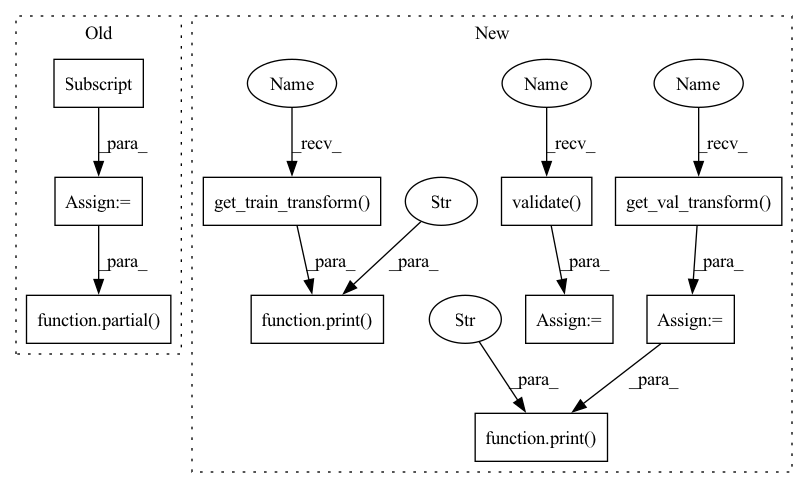 Old
New
Subscript
Name
Name
Name
_para_
_recv_
_recv_
_recv_
Assign:=
get_train_transform()
Str
validate()
get_val_transform()
_para_
_para_
_para_
_para_
_para_
function.partial()
function.print()
Str
Assign:=
Assign:=
_para_
_para_
function.print()